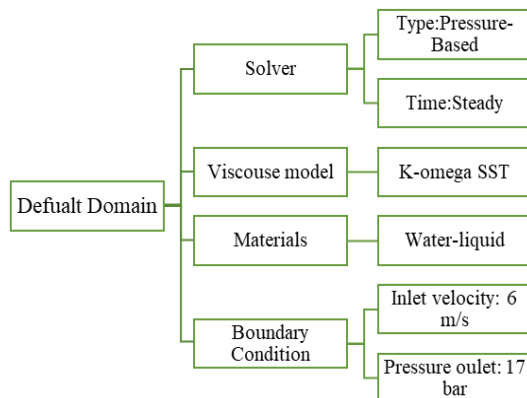 Type:Pressure-
Based
Solver
Time:Steady
Viscouse model
K-omega SST
Defualt Domain
Materials
Water-liquid
Inlet velocity: 6
m/s
Boundary
Condition
Pressure oulet: 17
bar